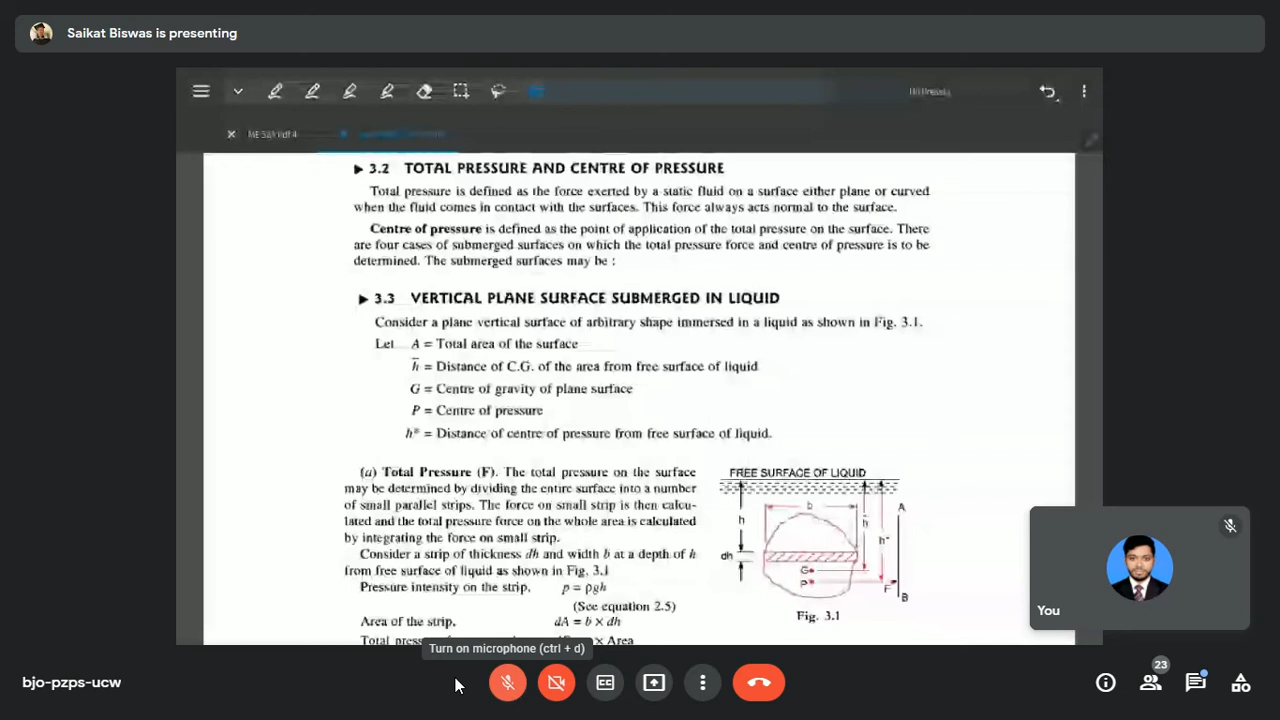 Saikat Biswas is presenting
3.2 TOTAL PRESSURE AND CENTRE OF PRESSURE
Total pressure is defined as the force exerted by a static fluid on a surface either plane or curved
when the fluid comes in contact with the surfaces. This force always acts normal to the surface.
Centre of pressure is defined as the point of application of the total pressure on the surface. There
are four cases of submerged surfaces on which the total pressure force and centre of pressure is to be
determined. The submerged surfaces may be :
3.3 VERTICAL PLANE SURFACE SUBMERGED IN LIQUID
Consider a plane vertical surface of arbitrary shape immersed in a liquid as shown in Fig. 3.1.
Let A = Total area of the surface
h̄ = Distance of C.G. of the area from free surface of liquid
G = Centre of gravity of plane surface
P = Centre of pressure
h* = Distance of centre of pressure from free surface of liquid.
(a) Total Pressure (F). The total pressure on the surface
may be determined by dividing the entire surface into a number
of small parallel strips. The force on small strip is then calcu-
lated and the total pressure force on the whole area is calculated
by integrating the force on small strip.
Consider a strip of thickness dh and width b at a depth of h
from free surface of liquid as shown in Fig. 3.1
Pressure intensity on the strip, p = ρgh
(See equation 2.5)
Area of the strip, dA = b × dh
Total × Area
FREE SURFACE OF LIQUID
b
h
h̄
h*
A
dh
G
P
F
B
Fig. 3.1
You
Turn on microphone (ctrl + d)
bjo-pzps-ucw
23